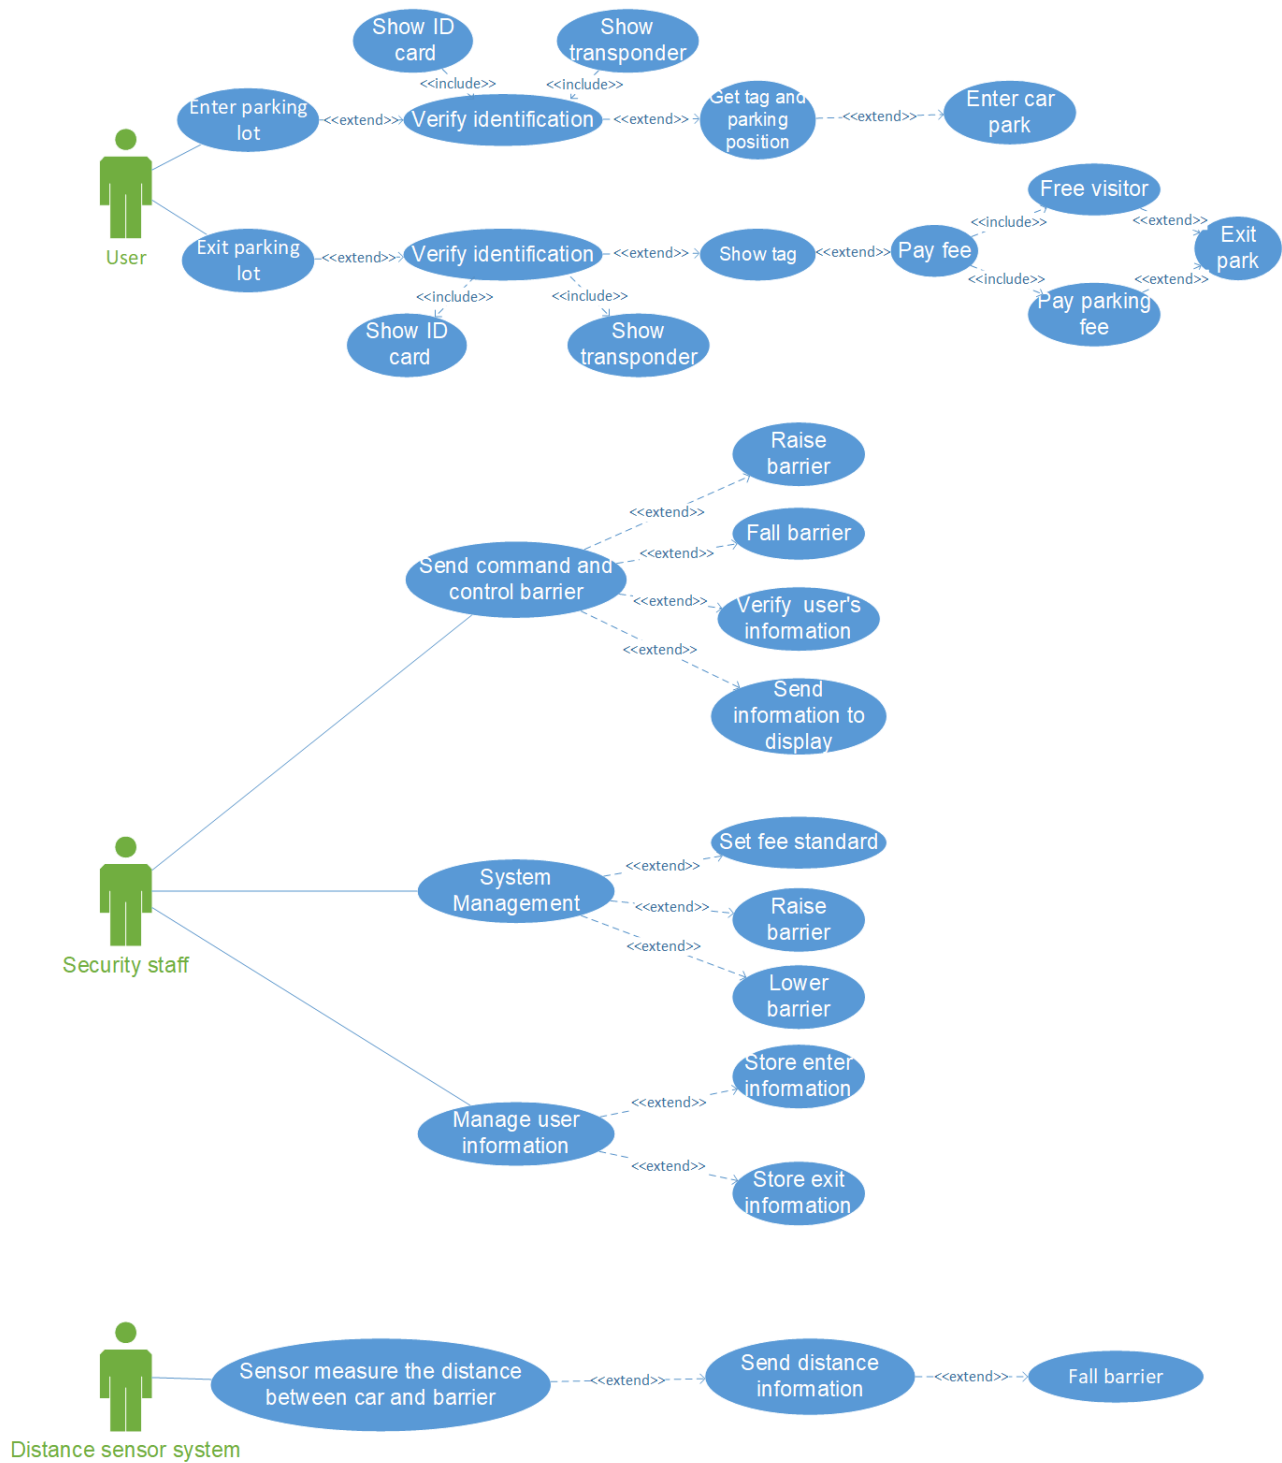 Show ID
card
Show
transponder
<<include>>
<<include>>
Enter parking
lot
<<extend>>
Verify identification
<<extend>>
Get tag and
parking
position
<<extend>>
Enter car
park
User
Exit parking
lot
<<extend>>
Verify identification
<<extend>>
Show tag
<<extend>>
Pay fee
<<include>>
Free visitor
<<extend>>
<<include>>
Pay parking
fee
<<extend>>
Exit
park
<<include>>
<<include>>
Show ID
card
Show
transponder
Send command and
control barrier
<<extend>>
Raise
barrier
<<extend>>
Fall barrier
<<extend>>
Verify  user's
information
<<extend>>
Send
information to
display
Security staff
System
Management
<<extend>>
Set fee standard
<<extend>>
Raise
barrier
<<extend>>
Lower
barrier
Manage user
information
<<extend>>
Store enter
information
<<extend>>
Store exit
information
Distance sensor system
Sensor measure the distance
between car and barrier
<<extend>>
Send distance
information
<<extend>>
Fall barrier